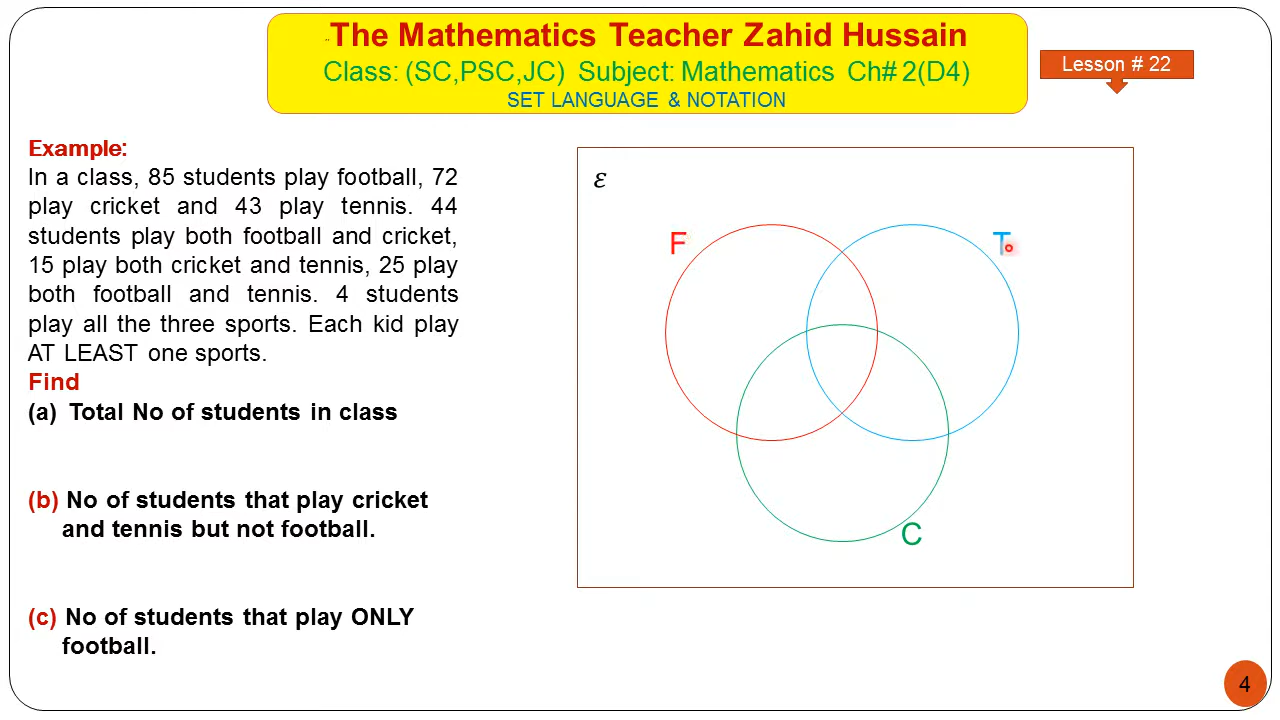 The Mathematics Teacher Zahid Hussain
Class: (SC,PSC,JC) Subject: Mathematics Ch# 2(D4)
SET LANGUAGE & NOTATION
Lesson # 22
Example:
In a class, 85 students play football, 72
play cricket and 43 play tennis. 44
students play both football and cricket,
15 play both cricket and tennis, 25 play
both football and tennis. 4 students
play all the three sports. Each kid play
AT LEAST one sports.
Find
(a) Total No of students in class
(b) No of students that play cricket
and tennis but not football.
(c) No of students that play ONLY
football.
ε
F
T
C
4